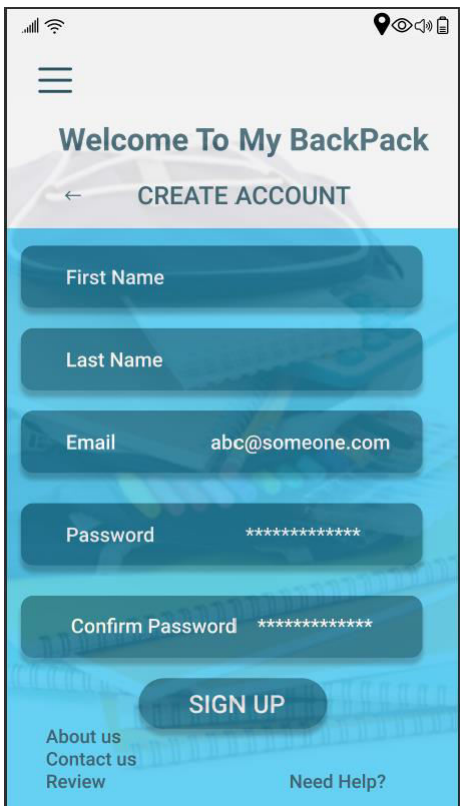 Welcome To My BackPack
← CREATE ACCOUNT
First Name
Last Name
Email abc@someone.com
Password *************
Confirm Password *************
SIGN UP
About us
Contact us
Review Need Help?